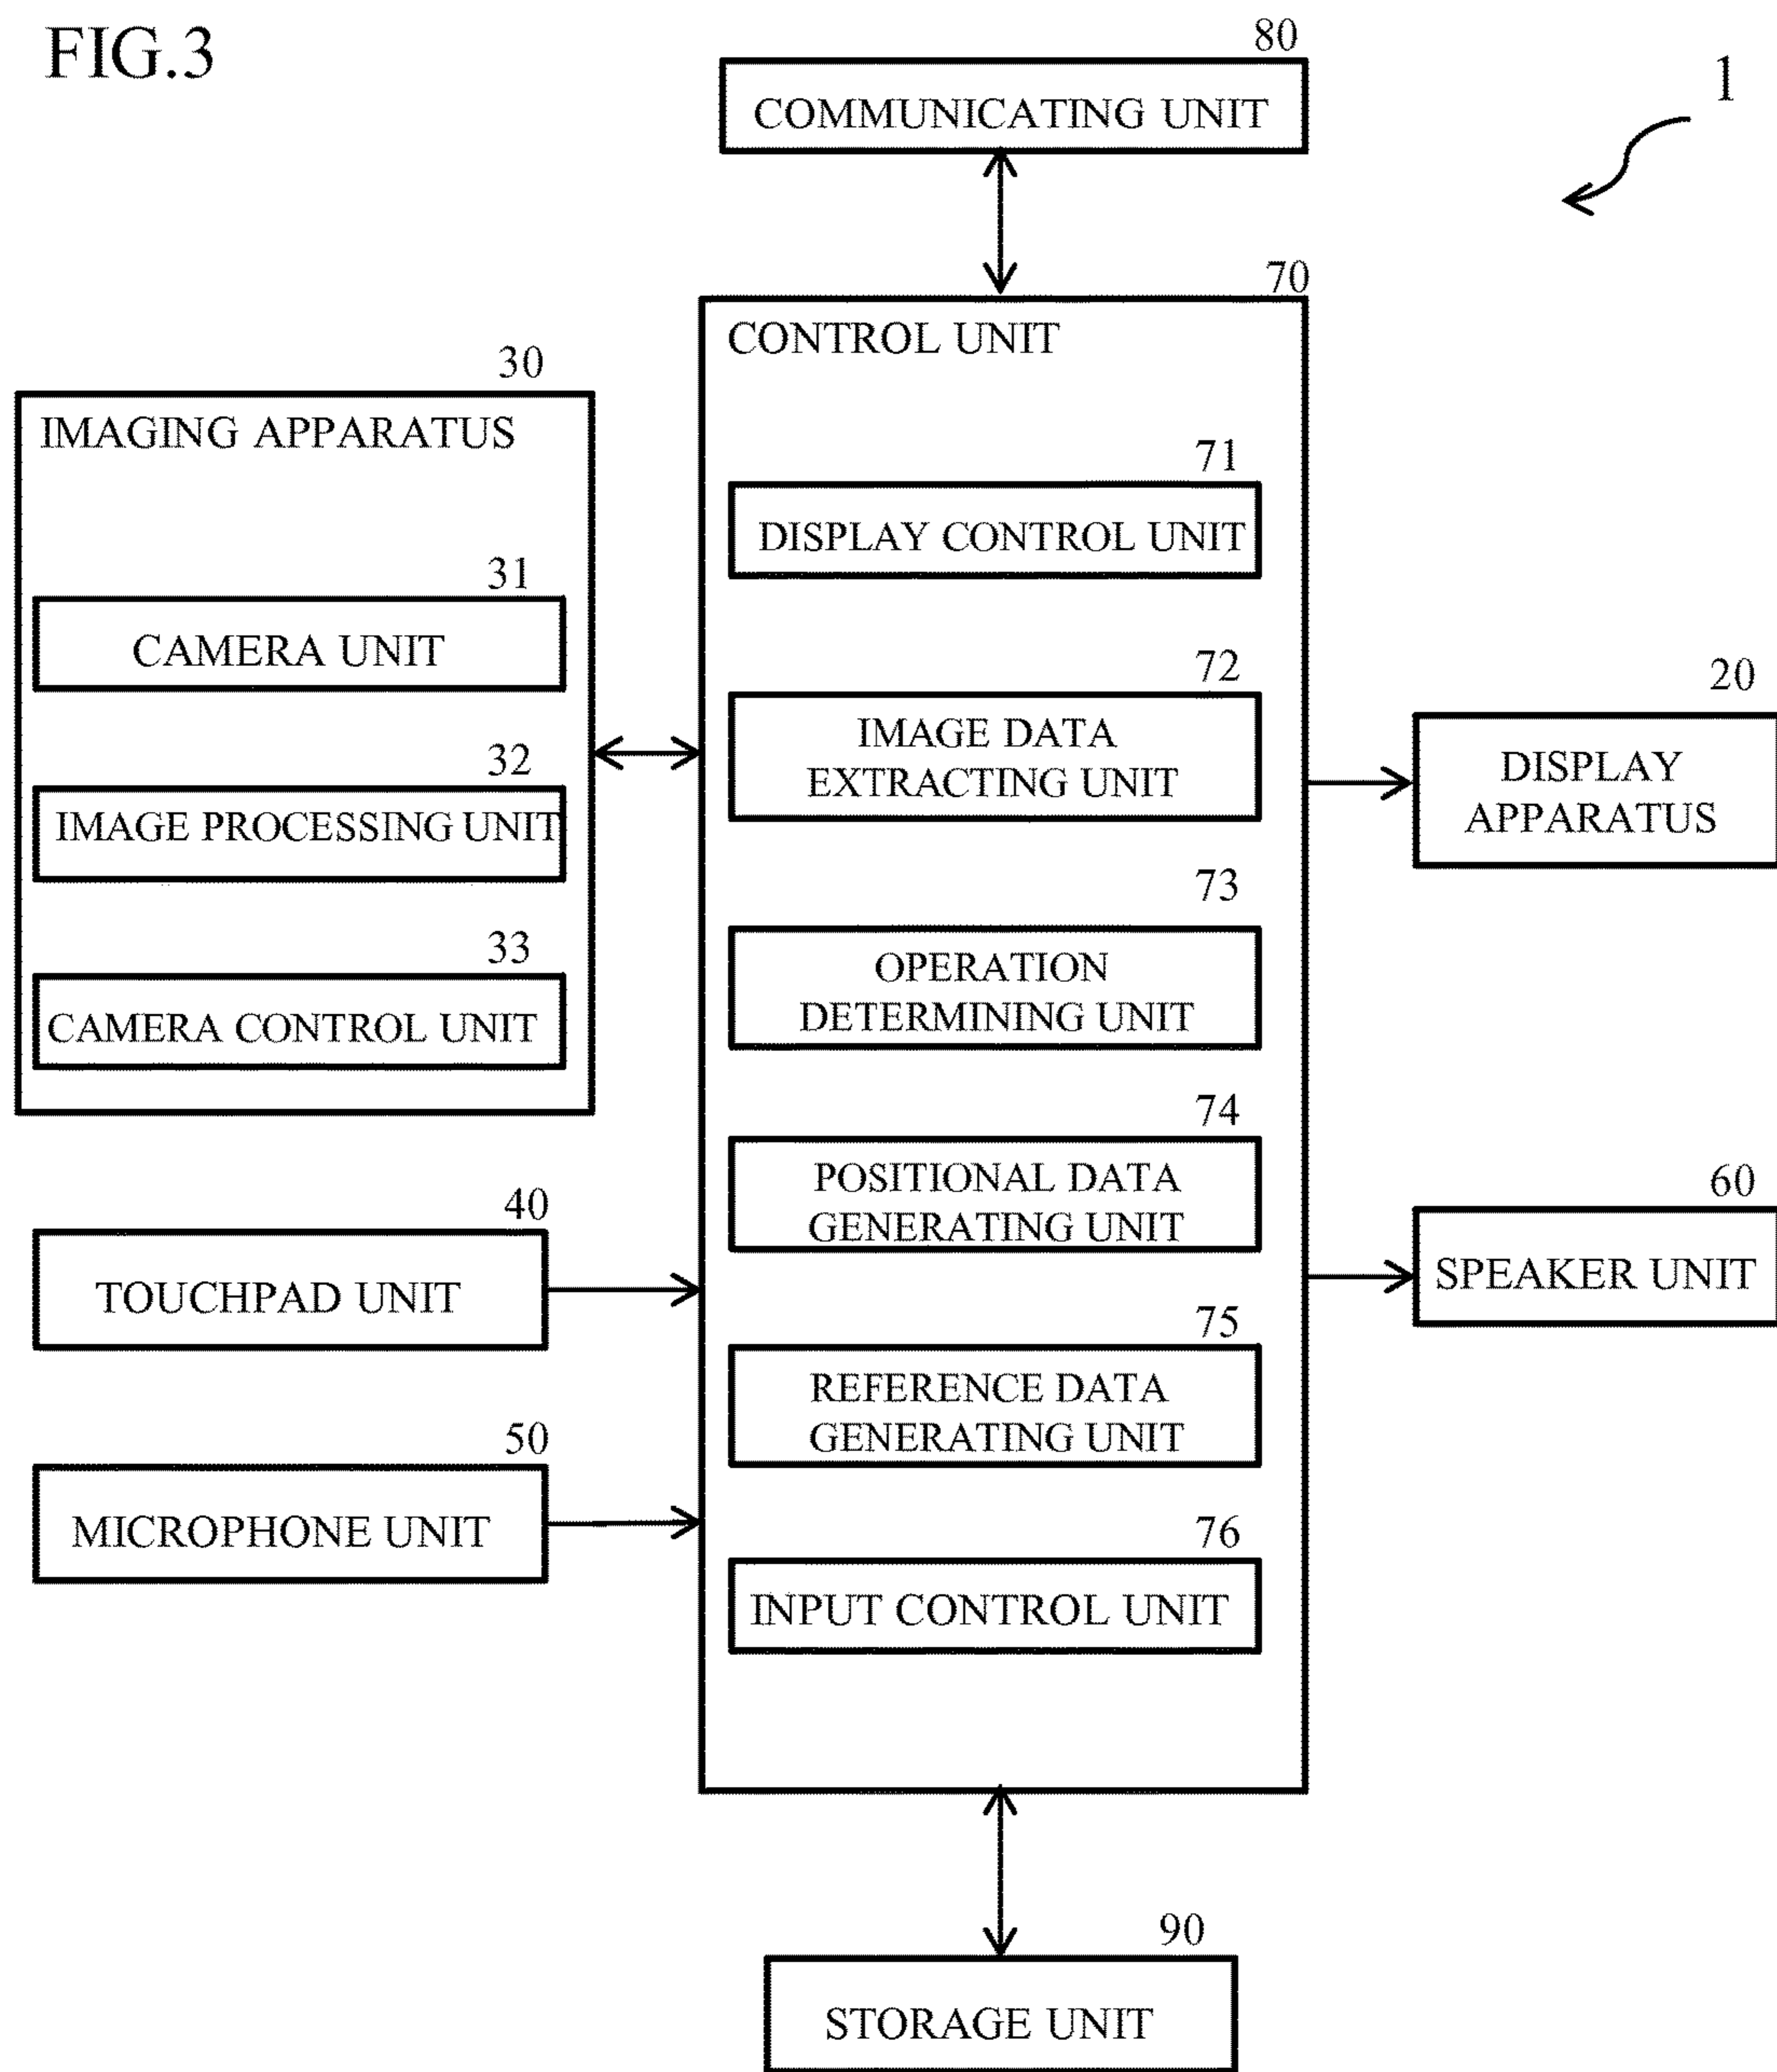 FIG.3
80
COMMUNICATING UNIT
1
70
CONTROL UNIT
30
IMAGING APPARATUS
31
CAMERA UNIT
32
IMAGE PROCESSING UNIT
33
CAMERA CONTROL UNIT
71
DISPLAY CONTROL UNIT
72
IMAGE DATA
EXTRACTING UNIT
73
OPERATION
DETERMINING UNIT
74
POSITIONAL DATA
GENERATING UNIT
75
REFERENCE DATA
GENERATING UNIT
76
INPUT CONTROL UNIT
20
DISPLAY
APPARATUS
60
SPEAKER UNIT
40
TOUCHPAD UNIT
50
MICROPHONE UNIT
90
STORAGE UNIT